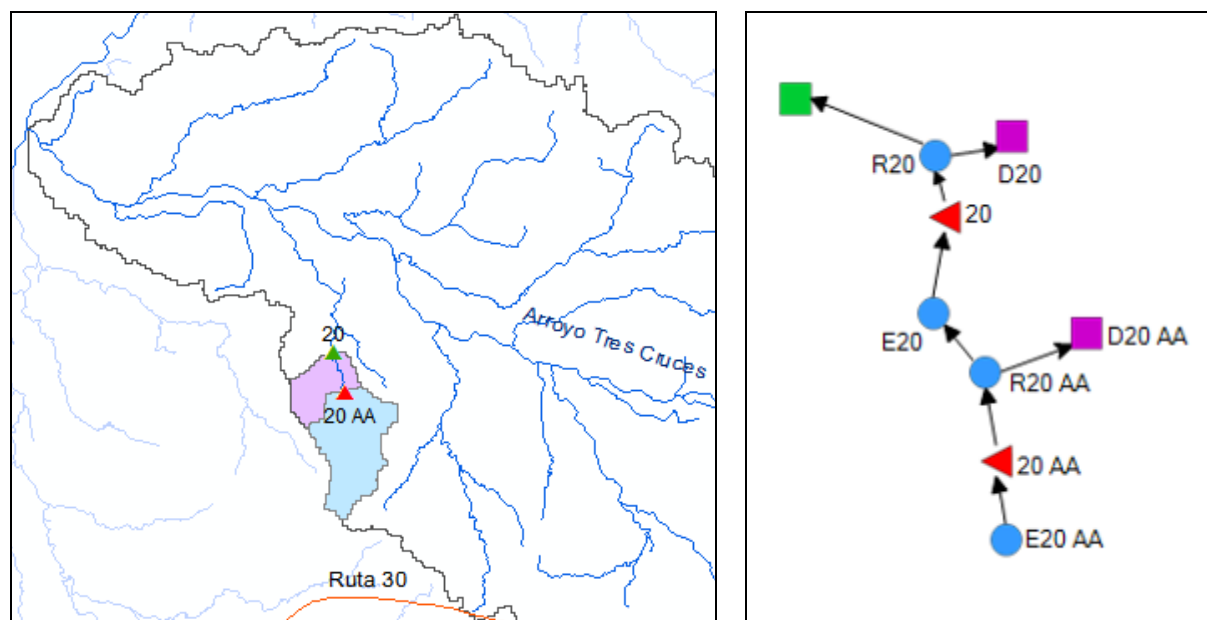 Arroyo Tres Cruces
20
20 AA
Ruta 30
R20
D20
20
E20
D20 AA
R20 AA
20 AA
E20 AA